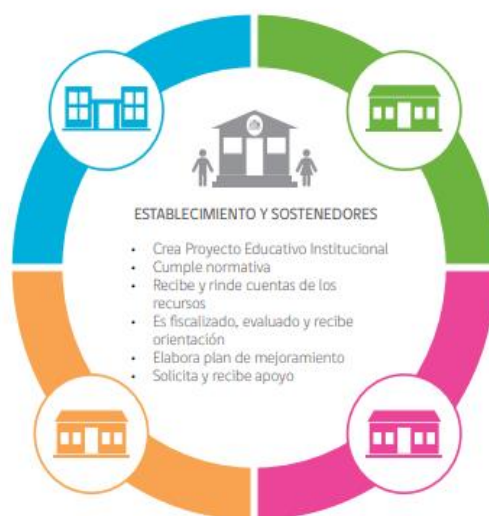 ESTABLECIMIENTO Y SOSTENEDORES
• Crea Proyecto Educativo Institucional
• Cumple normativa
• Recibe y rinde cuentas de los
recursos
• Es fiscalizado, evaluado y recibe
orientación
• Elabora plan de mejoramiento
• Solicita y recibe apoyo